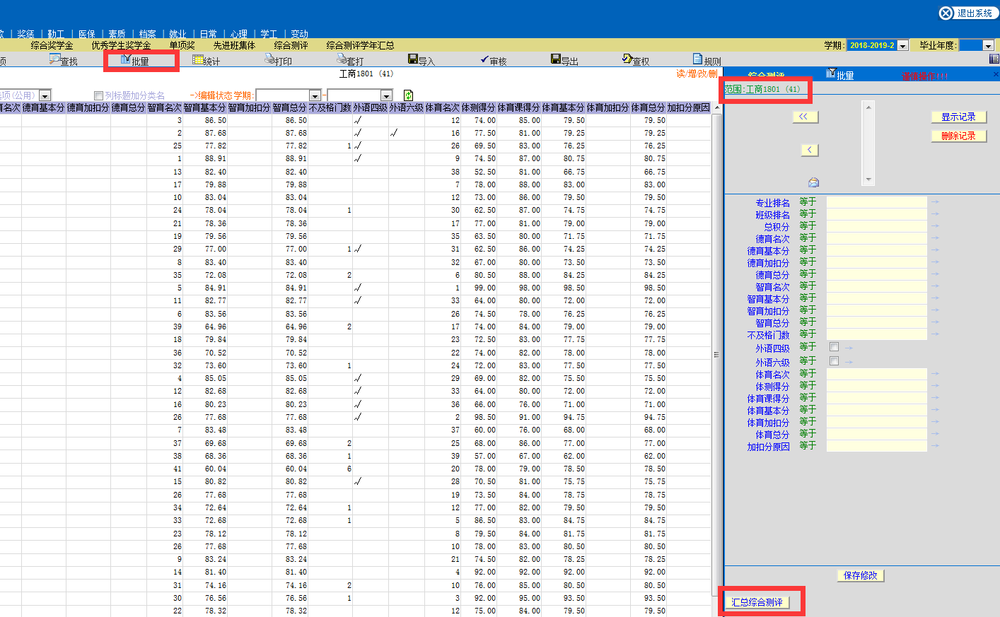 退出系统
奖惩 | 勤工 | 医保 | 素质 | 档案 | 就业 | 日常 | 心理 | 学工 | 变动
综合奖学金 优秀学生奖学金 单项奖 先进班集体 综合测评 综合测评学年汇总 学期: 2018-2019-2 毕业年度:
项 查找 批量 统计 打印 套打 导入 审核 导出 查权 规则
工商1801 (41) 读/增/改/删 综合测评 批量
范围:工商1801 (41)
选项(公用) 列标题加分类名 ->编辑状态 学期: -
育名次 德育基本分 德育加扣分 德育总分 智育名次 智育基本分 智育加扣分 智育总分 不及格门数 外语四级 外语六级 体育名次 体测得分 体育课得分 体育基本分 体育加扣分 体育总分 加扣分原因
3 86.50 86.50 √ 12 74.00 85.00 79.50 79.50
2 87.68 87.68 √ √ 16 77.50 81.00 79.25 79.25
25 77.82 77.82 1 √ 26 69.50 83.00 76.25 76.25
1 88.91 88.91 √ 9 74.50 87.00 80.75 80.75
13 82.40 82.40 38 52.50 81.00 66.75 66.75
17 79.88 79.88 7 78.00 88.00 83.00 83.00
10 83.04 83.04 12 73.00 86.00 79.50 79.50
24 78.04 78.04 1 30 62.50 87.00 74.75 74.75
21 78.36 78.36 17 77.00 81.00 79.00 79.00
19 79.56 79.56 35 63.50 80.00 71.75 71.75
29 77.00 77.00 1 √ 31 62.50 86.00 74.25 74.25
8 83.40 83.40 32 67.00 80.00 73.50 73.50
35 72.08 72.08 2 6 80.50 88.00 84.25 84.25
5 84.91 84.91 √ 1 99.00 98.00 98.50 98.50
11 82.77 82.77 √ 33 64.00 80.00 72.00 72.00
6 83.56 83.56 26 74.50 78.00 76.25 76.25
39 64.96 64.96 2 17 74.00 84.00 79.00 79.00
18 79.84 79.84 23 72.50 83.00 77.75 77.75
36 70.52 70.52 22 74.00 82.00 78.00 78.00
32 73.60 73.60 1 24 72.00 83.00 77.50 77.50
4 85.05 85.05 √ 29 69.00 82.00 75.50 75.50
12 82.68 82.68 √ 33 64.00 80.00 72.00 72.00
16 80.23 80.23 √ 36 66.00 76.00 71.00 71.00
26 77.68 77.68 √ 2 98.50 91.00 94.75 94.75
7 83.48 83.48 37 60.00 76.00 68.00 68.00
37 69.68 69.68 2 25 68.00 86.00 77.00 77.00
38 68.36 68.36 1 39 57.00 67.00 62.00 62.00
41 60.04 60.04 6 20 78.00 79.00 78.50 78.50
15 80.82 80.82 √ 28 70.50 81.00 75.75 75.75
26 77.68 77.68 19 73.50 84.00 78.75 78.75
34 72.64 72.64 1 12 77.00 82.00 79.50 79.50
33 72.68 72.68 1 5 86.50 83.00 84.75 84.75
23 78.12 78.12 8 79.50 84.00 81.75 81.75
26 77.68 77.68 10 78.00 83.00 80.50 80.50
9 83.24 83.24 21 74.50 82.00 78.25 78.25
14 81.40 81.40 4 92.00 92.00 92.00 92.00
31 74.16 74.16 2 10 76.00 85.00 80.50 80.50
30 76.56 76.56 1 3 92.00 95.00 93.50 93.50
22 78.32 78.32 12 75.00 84.00 79.50 79.50
<< 显示记录
删除记录
<
专业排名 等于 →
班级排名 等于 →
总积分 等于 →
德育名次 等于 →
德育基本分 等于 →
德育加扣分 等于 →
德育总分 等于 →
智育名次 等于 →
智育基本分 等于 →
智育加扣分 等于 →
智育总分 等于 →
不及格门数 等于 →
外语四级 等于 →
外语六级 等于 →
体育名次 等于 →
体测得分 等于 →
体育课得分 等于 →
体育基本分 等于 →
体育加扣分 等于 →
体育总分 等于 →
加扣分原因 等于 →
保存修改
汇总综合测评